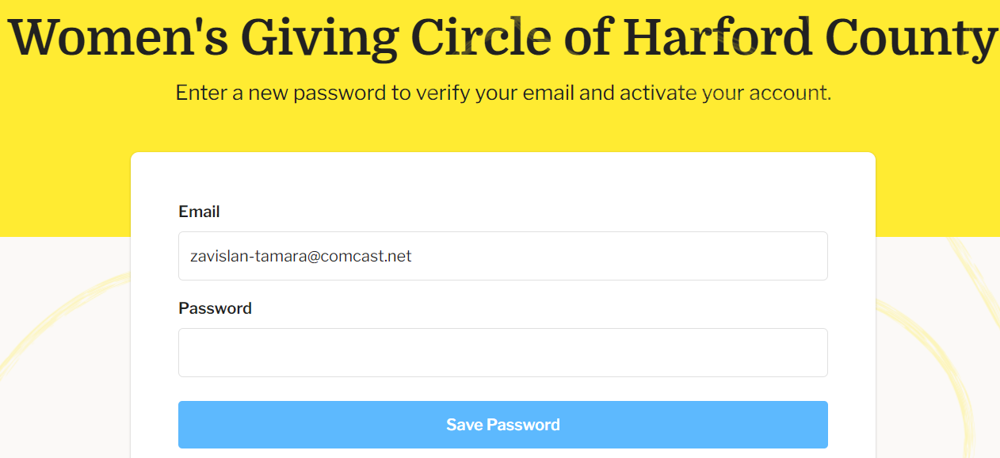 Women's Giving Circle of Harford County
Enter a new password to verify your email and activate your account.
Email
zavislan-tamara@comcast.net
Password
Save Password